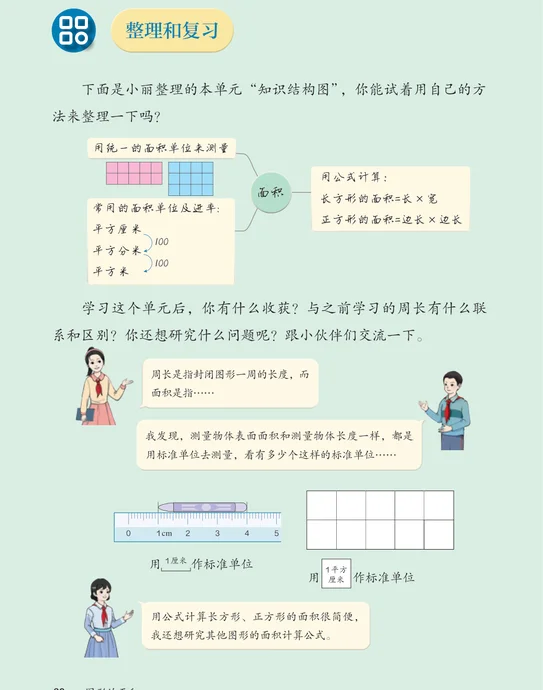 整理和复习
下面是小丽整理的本单元“知识结构图”，你能试着用自己的方
法来整理一下吗？
用统一的面积单位来测量
面积
用公式计算：
长方形的面积=长×宽
正方形的面积=边长×边长
常用的面积单位及进率：
平方厘米
100
平方分米
100
平方米
学习这个单元后，你有什么收获？与之前学习的周长有什么联
系和区别？你还想研究什么问题呢？跟小伙伴们交流一下。
周长是指封闭图形一周的长度，而
面积是指……
我发现，测量物体表面面积和测量物体长度一样，都是
用标准单位去测量，看有多少个这样的标准单位……
0 1cm 2 3 4 5
用 1厘米 作标准单位
用 1平方厘米 作标准单位
用公式计算长方形、正方形的面积很简便，
我还想研究其他图形的面积计算公式。